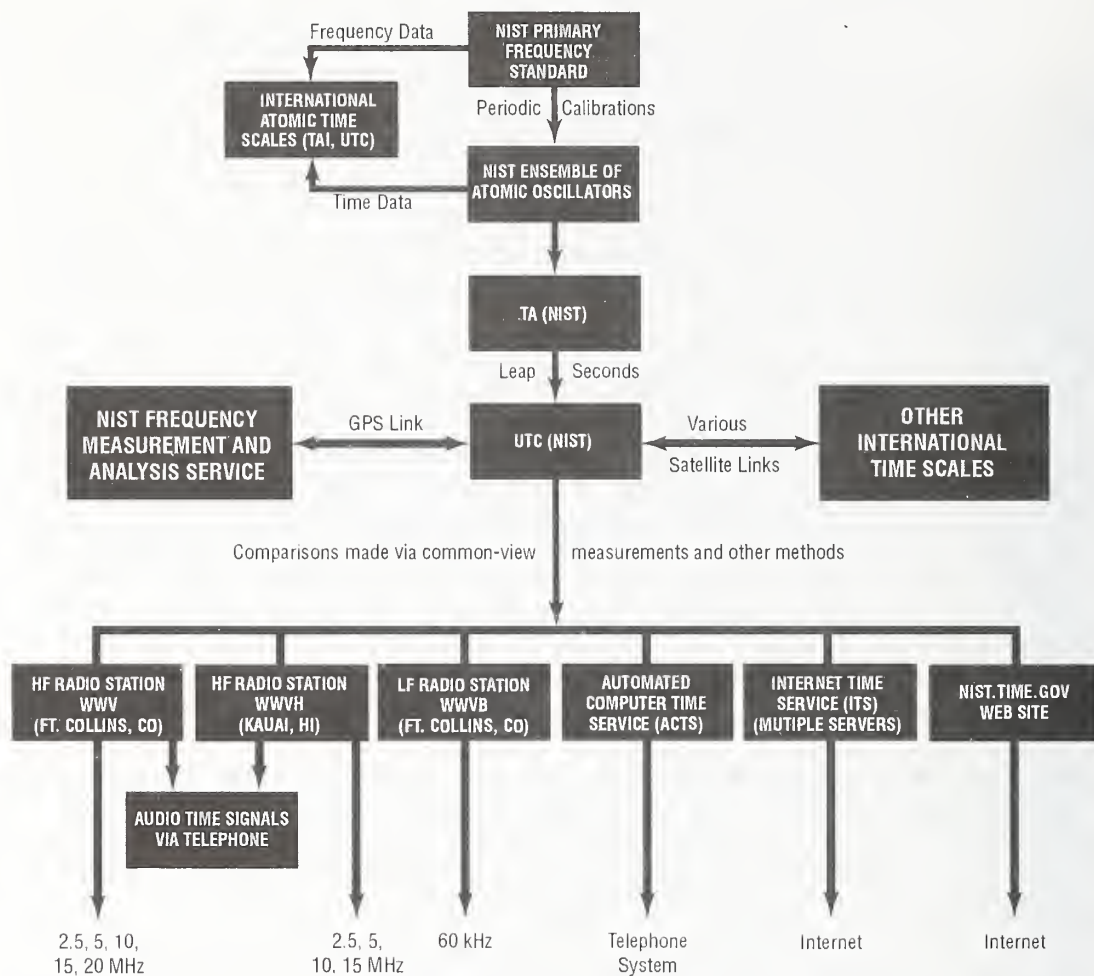 Frequency Data
NIST PRIMARY
FREQUENCY
STANDARD
INTERNATIONAL
ATOMIC TIME
SCALES (TAI, UTC)
Periodic Calibrations
NIST ENSEMBLE OF
ATOMIC OSCILLATORS
Time Data
TA (NIST)
Leap Seconds
NIST FREQUENCY
MEASUREMENT AND
ANALYSIS SERVICE
GPS Link
UTC (NIST)
Various
Satellite Links
OTHER
INTERNATIONAL
TIME SCALES
Comparisons made via common-view measurements and other methods
HF RADIO STATION
WWV
(FT. COLLINS, CO)
HF RADIO STATION
WWVH
(KAUAI, HI)
LF RADIO STATION
WWVB
(FT. COLLINS, CO)
AUTOMATED
COMPUTER TIME
SERVICE (ACTS)
INTERNET TIME
SERVICE (ITS)
(MUTIPLE SERVERS)
NIST.TIME.GOV
WEB SITE
AUDIO TIME SIGNALS
VIA TELEPHONE
2.5, 5, 10,
15, 20 MHz
2.5, 5,
10, 15 MHz
60 kHz
Telephone
System
Internet
Internet